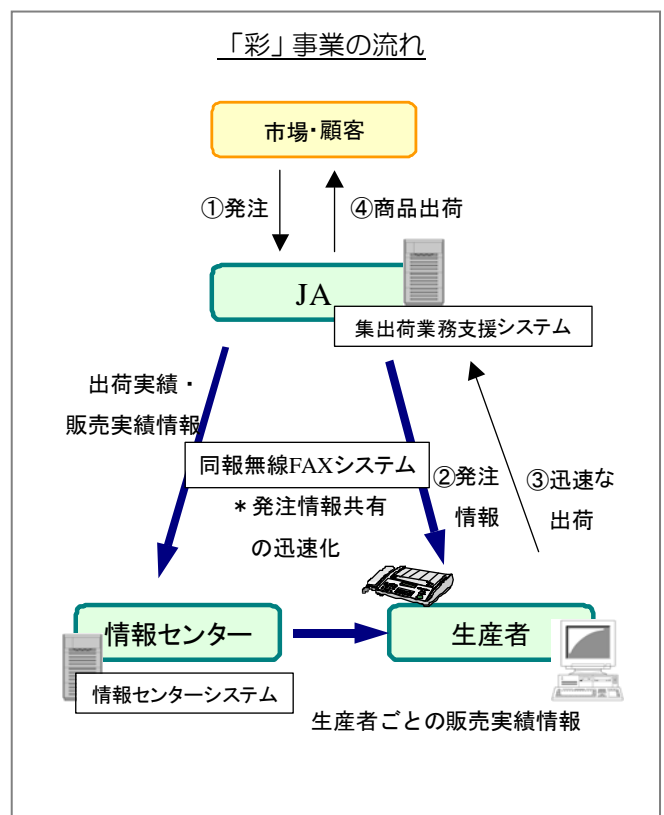 「彩」事業の流れ
市場・顧客
①発注
④商品出荷
JA
集出荷業務支援システム
出荷実績・
販売実績情報
同報無線FAXシステム
＊発注情報共有
の迅速化
②発注
情報
③迅速な
出荷
情報センター
生産者
情報センターシステム
生産者ごとの販売実績情報